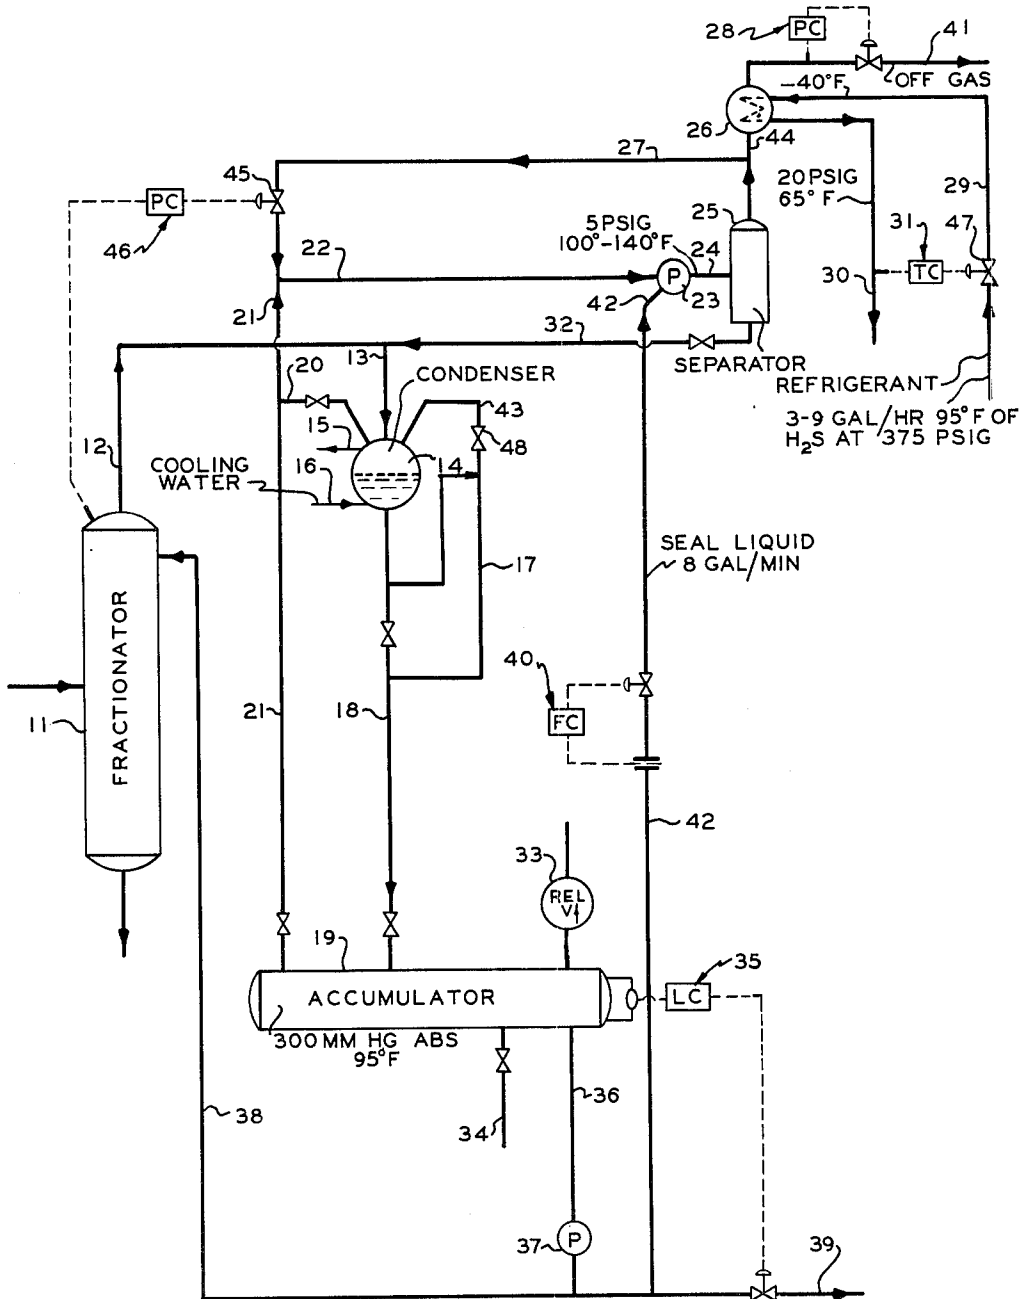 28
PC
41
OFF GAS
-40°F
26
44
27
45
PC
46
20 PSIG
65°F
29
25
5 PSIG
100°-140°F
24
31
47
22
P
23
TC
30
42
21
32
13
SEPARATOR
20
CONDENSER
REFRIGERANT
43
3-9 GAL/HR 95°F OF
H₂S AT 375 PSIG
15
48
12
14
COOLING
WATER
16
SEAL LIQUID
8 GAL/MIN
17
FRACTIONATOR
40
11
21
18
FC
42
33
REL
V
19
35
ACCUMULATOR
LC
300 MM HG ABS
95°F
36
38
34
37
P
39